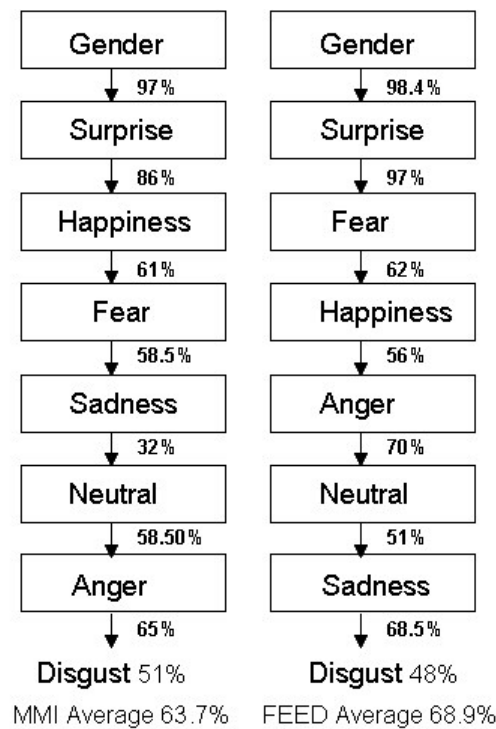 Gender
97%
Surprise
86%
Happiness
61%
Fear
58.5%
Sadness
32%
Neutral
58.50%
Anger
65%
Disgust 51%
MMI Average 63.7%
Gender
98.4%
Surprise
97%
Fear
62%
Happiness
56%
Anger
70%
Neutral
51%
Sadness
68.5%
Disgust 48%
FEED Average 68.9%